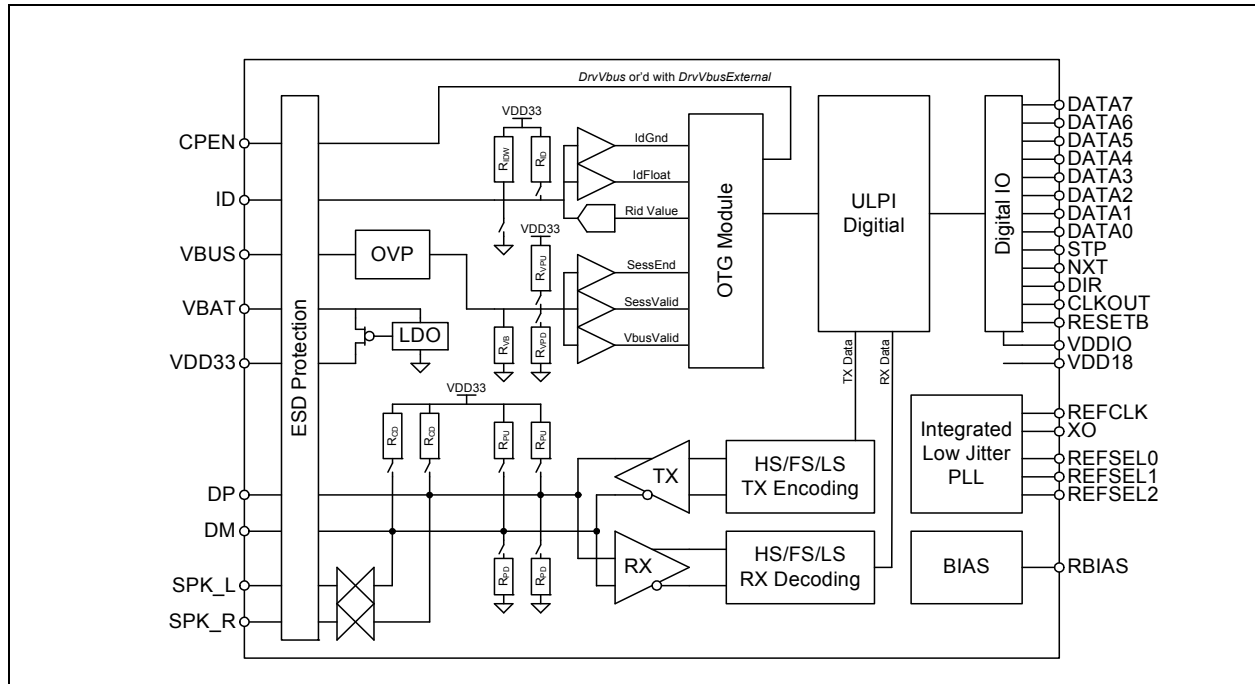 DrvVbus or'd with DrvVbusExternal
CPEN
ID
VBUS
VBAT
VDD33
DP
DM
SPK_L
SPK_R
ESD Protection
OVP
LDO
VDD33
RIDW
RID
IdGnd
IdFloat
Rid Value
VDD33
RVPU
RVB
RVPD
SessEnd
SessValid
VbusValid
OTG Module
ULPI
Digitial
Digital IO
DATA7
DATA6
DATA5
DATA4
DATA3
DATA2
DATA1
DATA0
STP
NXT
DIR
CLKOUT
RESETB
VDDIO
VDD18
TX Data
RX Data
VDD33
RCD
RCD
RPU
RPU
RPD
RPD
TX
HS/FS/LS
TX Encoding
RX
HS/FS/LS
RX Decoding
Integrated
Low Jitter
PLL
REFCLK
XO
REFSEL0
REFSEL1
REFSEL2
BIAS
RBIAS